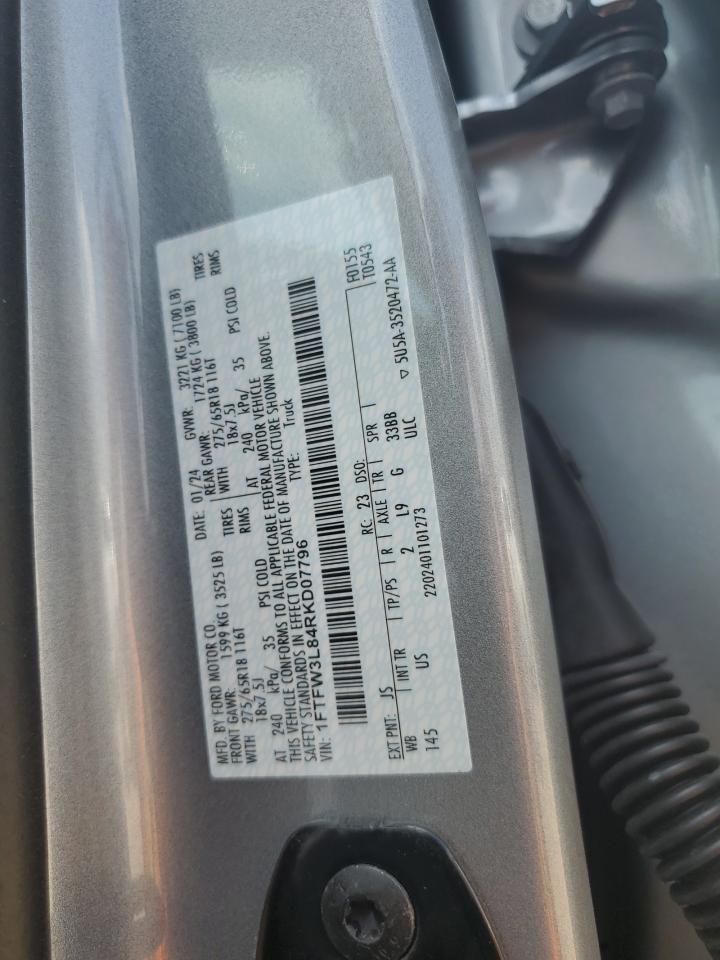 MFD. BY FORD MOTOR CO. DATE: 01/24 GVWR: 3221 KG ( 7100 LB)
FRONT GAWR: 1599 KG ( 3525 LB) REAR GAWR: 1724 KG ( 3800 LB)
WITH 275/65R18 116T TIRES WITH 275/65R18 116T TIRES
18x7.5J RIMS 18x7.5J RIMS
AT 240 kPa/ 35 PSI COLD AT 240 kPa/ 35 PSI COLD
THIS VEHICLE CONFORMS TO ALL APPLICABLE FEDERAL MOTOR VEHICLE
SAFETY STANDARDS IN EFFECT ON THE DATE OF MANUFACTURE SHOWN ABOVE.
VIN: 1FTFW3L84RKD07796 TYPE: Truck
F0155
RC: 23 DSO: T0543
EXT PNT: JS
WB INT TR TP/PS R AXLE TR SPR
145 US 2 L9 G 33BB
2202401101273 ULC
▽ 5U5A-3520472-AA